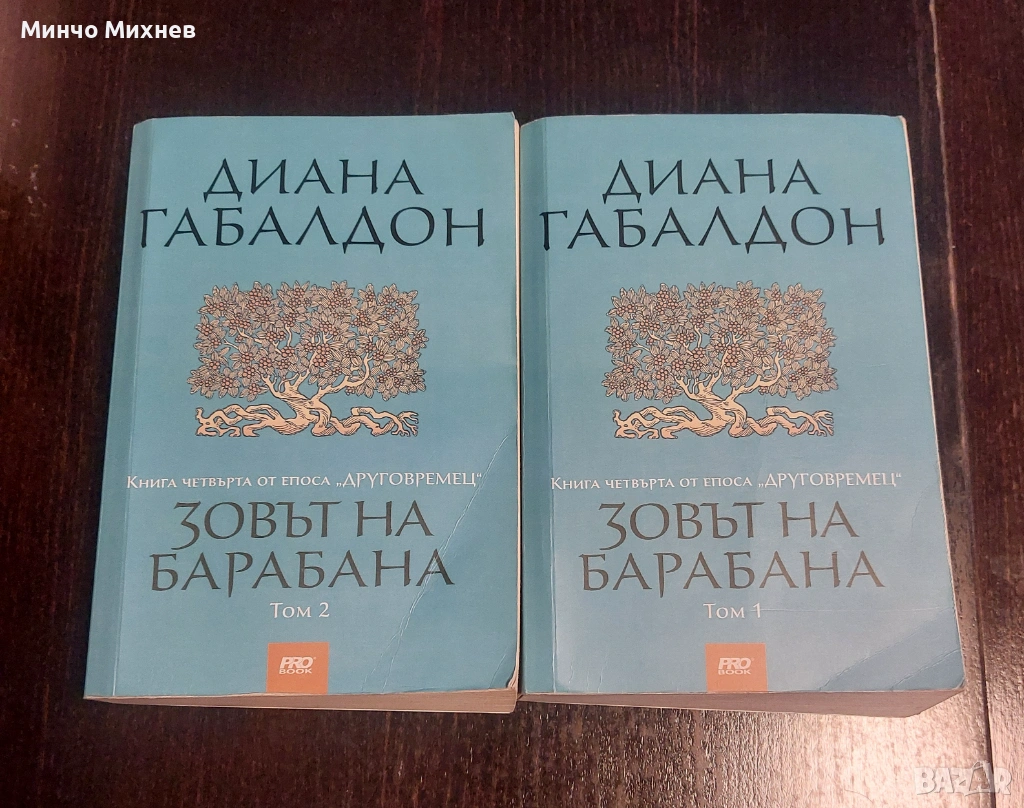 Минчо Михнев
ДИАНА
ГАБАЛДОН
Книга четвърта от епоса „ДРУГОВРЕМЕЦ“
ЗОВЪТ НА
БАРАБАНА
Том 2
PRO
BOOK
ДИАНА
ГАБАЛДОН
Книга четвърта от епоса „ДРУГОВРЕМЕЦ“
ЗОВЪТ НА
БАРАБАНА
Том 1
PRO
BOOK
BAZAR